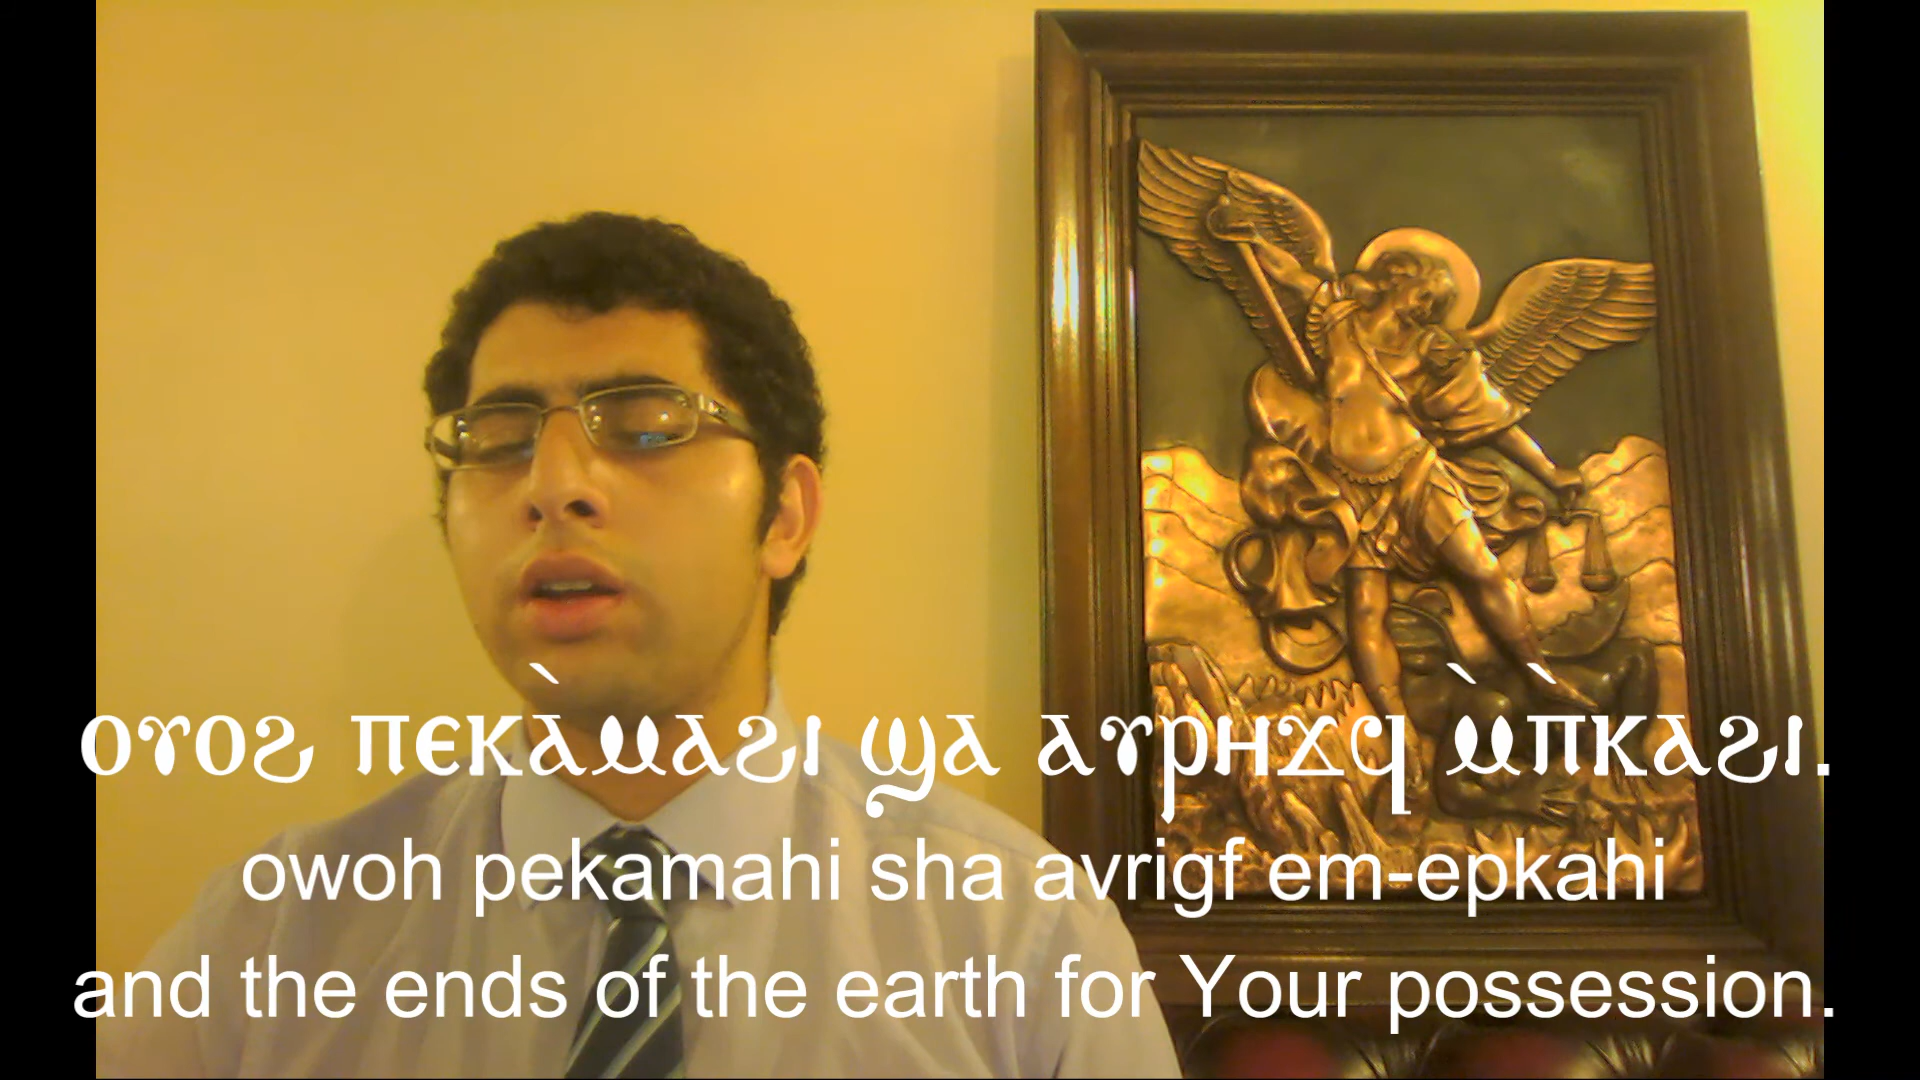 ⲟⲩⲟϩ ⲡⲉⲕⲁ̀ⲙⲁϩⲓ ϣⲁ ⲁⲩⲣⲏϫϥ ⲙ̀ⲡ̀ⲕⲁϩⲓ.
owoh pekamahi sha avrigf em-epkahi
and the ends of the earth for Your possession.